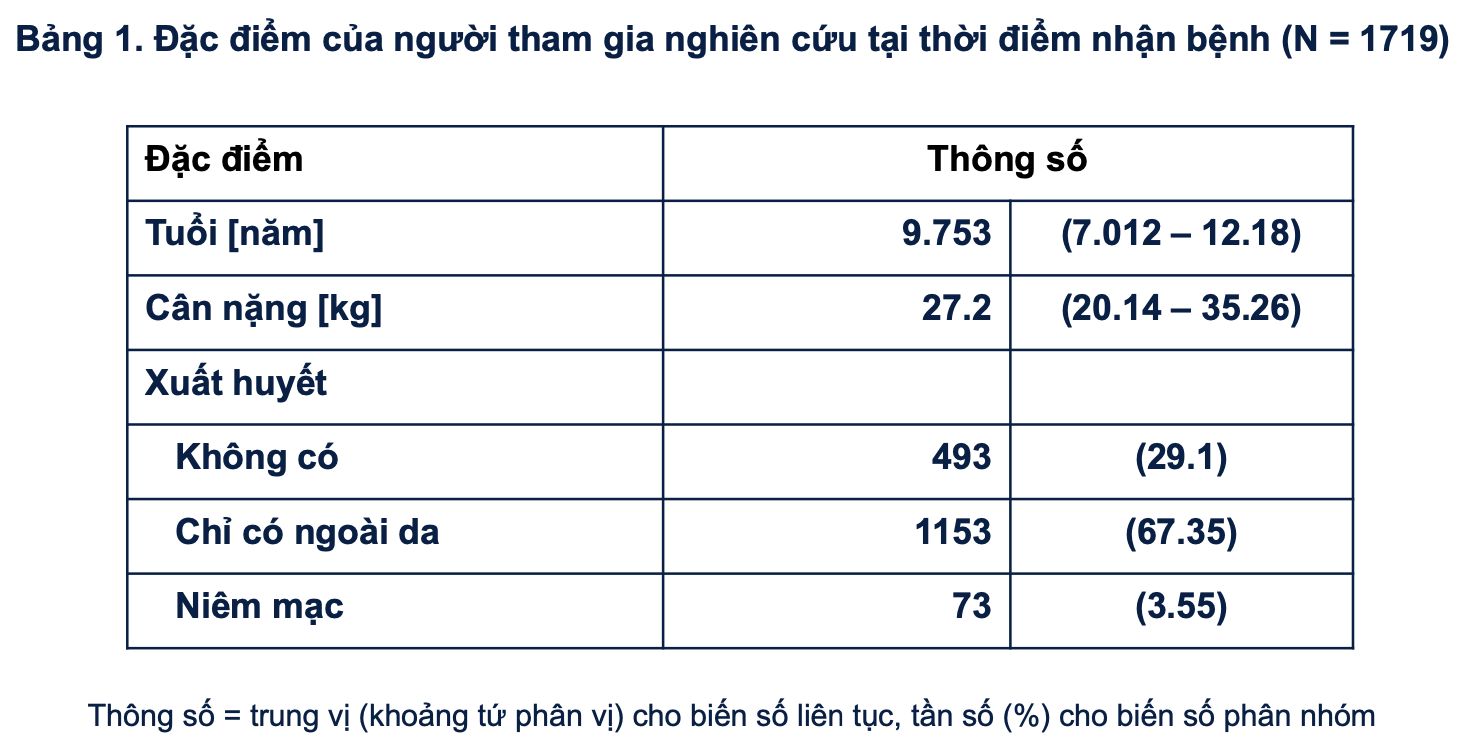 Bảng 1. Đặc điểm của người tham gia nghiên cứu tại thời điểm nhận bệnh (N = 1719)
Đặc điểm Thông số
Tuổi [năm] 9.753 (7.012 – 12.18)
Cân nặng [kg] 27.2 (20.14 – 35.26)
Xuất huyết
Không có 493 (29.1)
Chỉ có ngoài da 1153 (67.35)
Niêm mạc 73 (3.55)
Thông số = trung vị (khoảng tứ phân vị) cho biến số liên tục, tần số (%) cho biến số phân nhóm